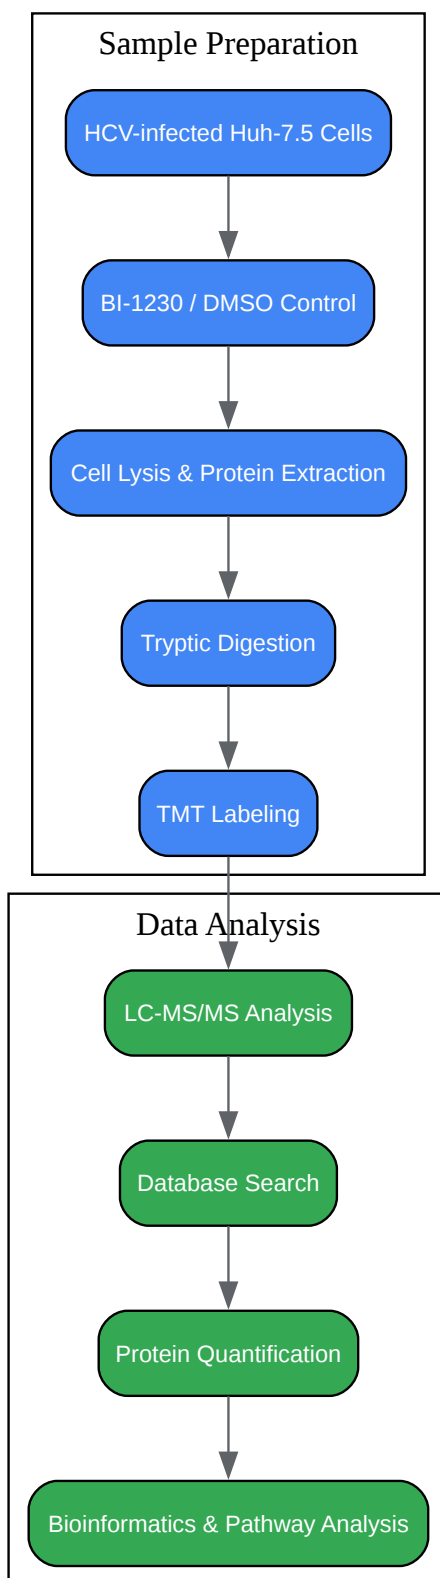 Sample Preparation
HCV-infected Huh-7.5 Cells
BI-1230 / DMSO Control
Cell Lysis & Protein Extraction
Tryptic Digestion
TMT Labeling
Data Analysis
LC-MS/MS Analysis
Database Search
Protein Quantification
Bioinformatics & Pathway Analysis